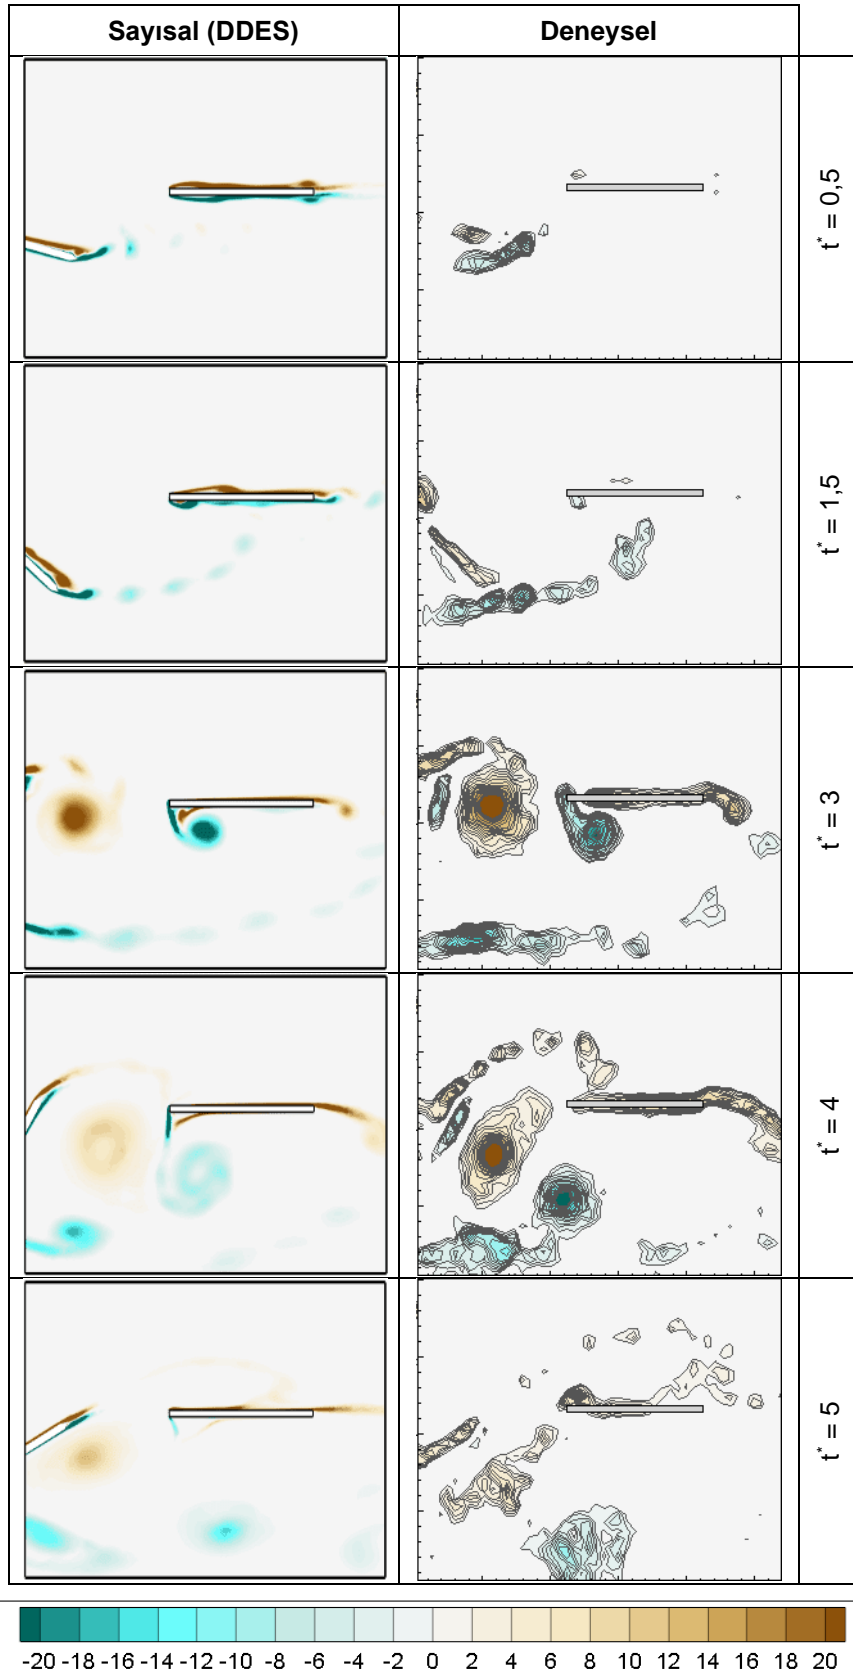 Sayısal (DDES) Deneysel
t* = 0,5
t* = 1,5
t* = 3
t* = 4
t* = 5
-20 -18 -16 -14 -12 -10 -8 -6 -4 -2 0 2 4 6 8 10 12 14 16 18 20